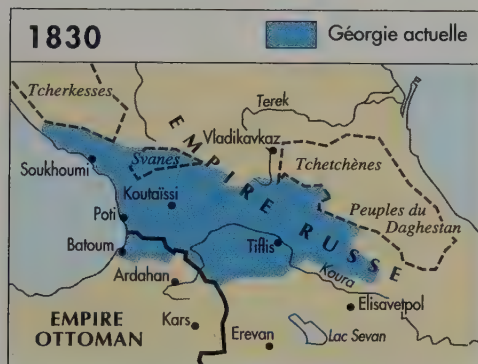 1830
Géorgie actuelle
Tcherkesses
Terek
Vladikavkaz
EMPIRE RUSSE
Svanes
Tchetchènes
Soukhoumi
Koutaïssi
Peuples du
Daghestan
Poti
Tiflis
Batoum
Koura
Ardahan
Elisavetpol
EMPIRE
OTTOMAN
Kars
Erevan
Lac Sevan